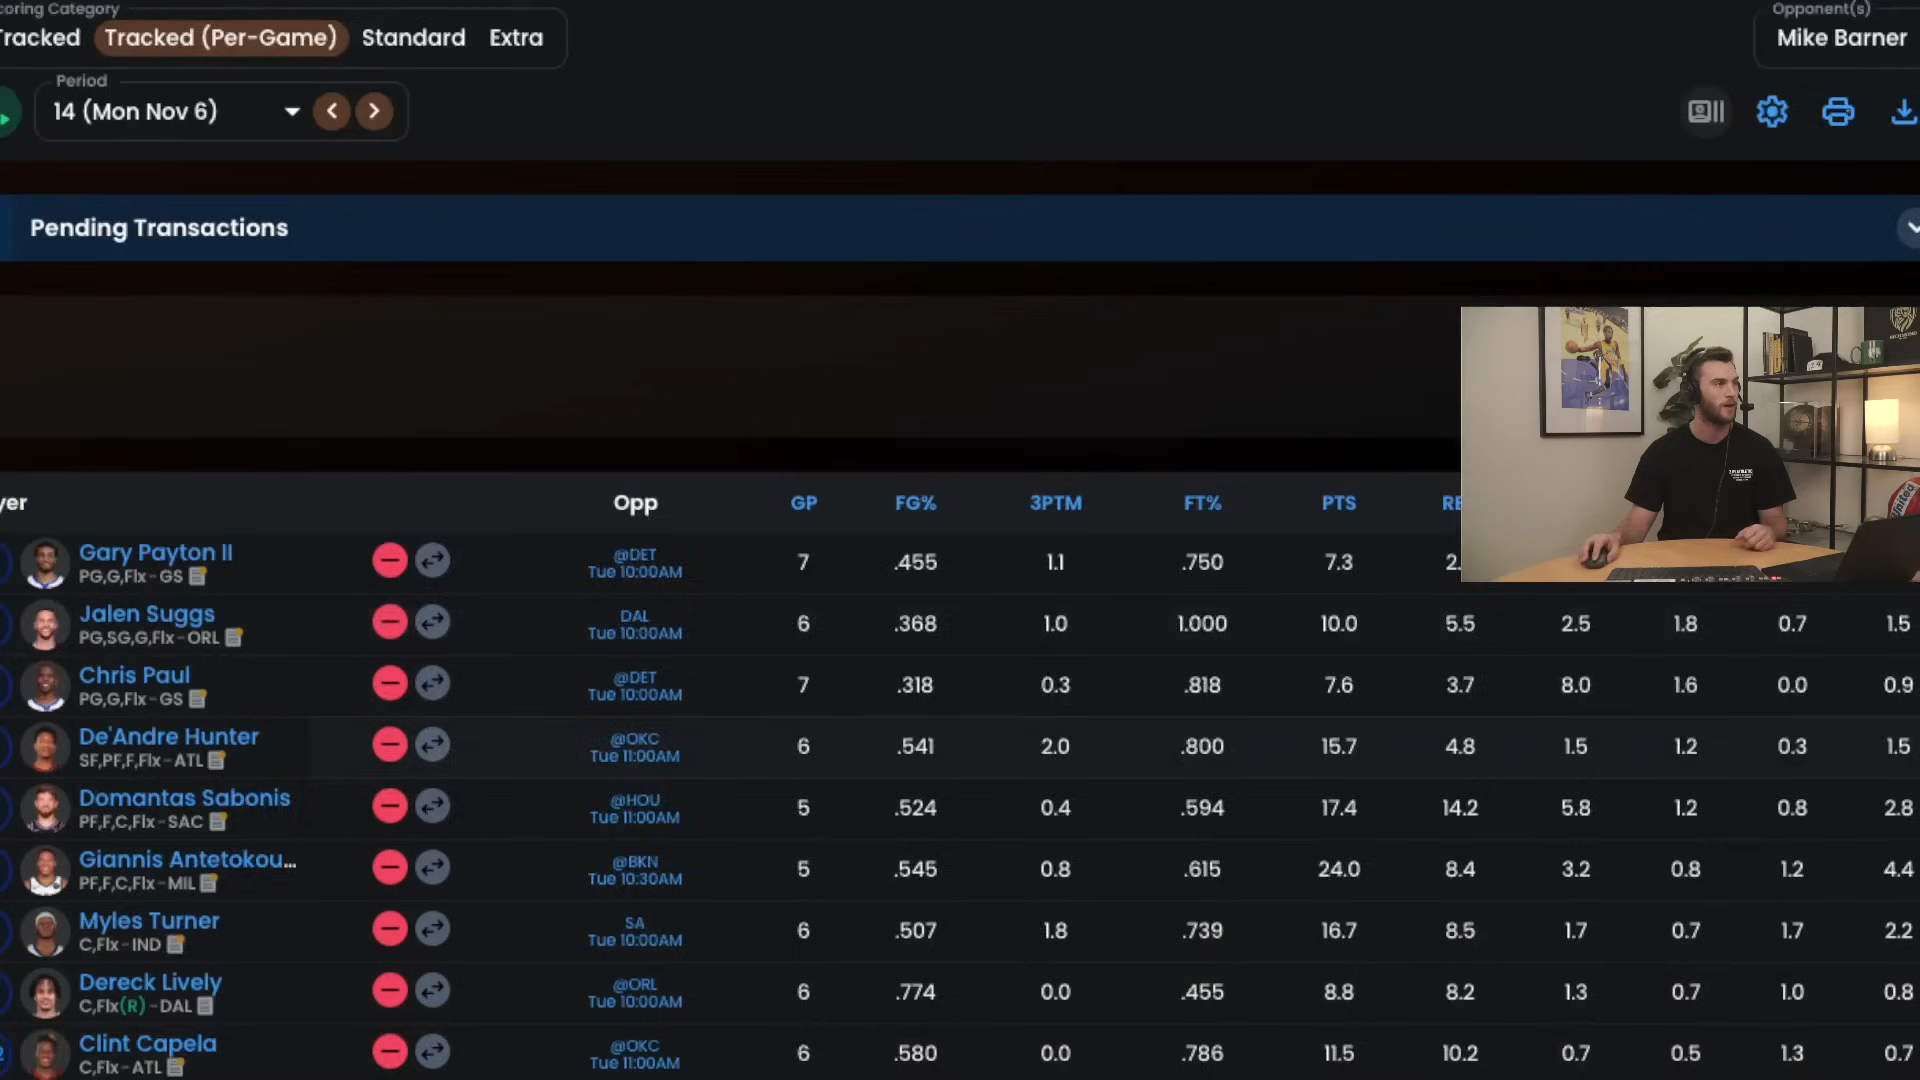 coring Category
Tracked Tracked (Per-Game) Standard Extra
Opponent(s)
Mike Barner
Period
14 (Mon Nov 6)
Pending Transactions
yer Opp GP FG% 3PTM FT% PTS RE
Gary Payton II
PG,G,Flx - GS
@DET
Tue 10:00AM
7 .455 1.1 .750 7.3 2.
Jalen Suggs
PG,SG,G,Flx - ORL
DAL
Tue 10:00AM
6 .368 1.0 1.000 10.0 5.5 2.5 1.8 0.7 1.5
Chris Paul
PG,G,Flx - GS
@DET
Tue 10:00AM
7 .318 0.3 .818 7.6 3.7 8.0 1.6 0.0 0.9
De'Andre Hunter
SF,PF,F,Flx - ATL
@OKC
Tue 11:00AM
6 .541 2.0 .800 15.7 4.8 1.5 1.2 0.3 1.5
Domantas Sabonis
PF,F,C,Flx - SAC
@HOU
Tue 11:00AM
5 .524 0.4 .594 17.4 14.2 5.8 1.2 0.8 2.8
Giannis Antetokou...
PF,F,C,Flx - MIL
@BKN
Tue 10:30AM
5 .545 0.8 .615 24.0 8.4 3.2 0.8 1.2 4.4
Myles Turner
C,Flx - IND
SA
Tue 10:00AM
6 .507 1.8 .739 16.7 8.5 1.7 0.7 1.7 2.2
Dereck Lively
C,Flx(R) - DAL
@ORL
Tue 10:00AM
6 .774 0.0 .455 8.8 8.2 1.3 0.7 1.0 0.8
2
Clint Capela
C,Flx - ATL
@OKC
Tue 11:00AM
6 .580 0.0 .786 11.5 10.2 0.7 0.5 1.3 0.7